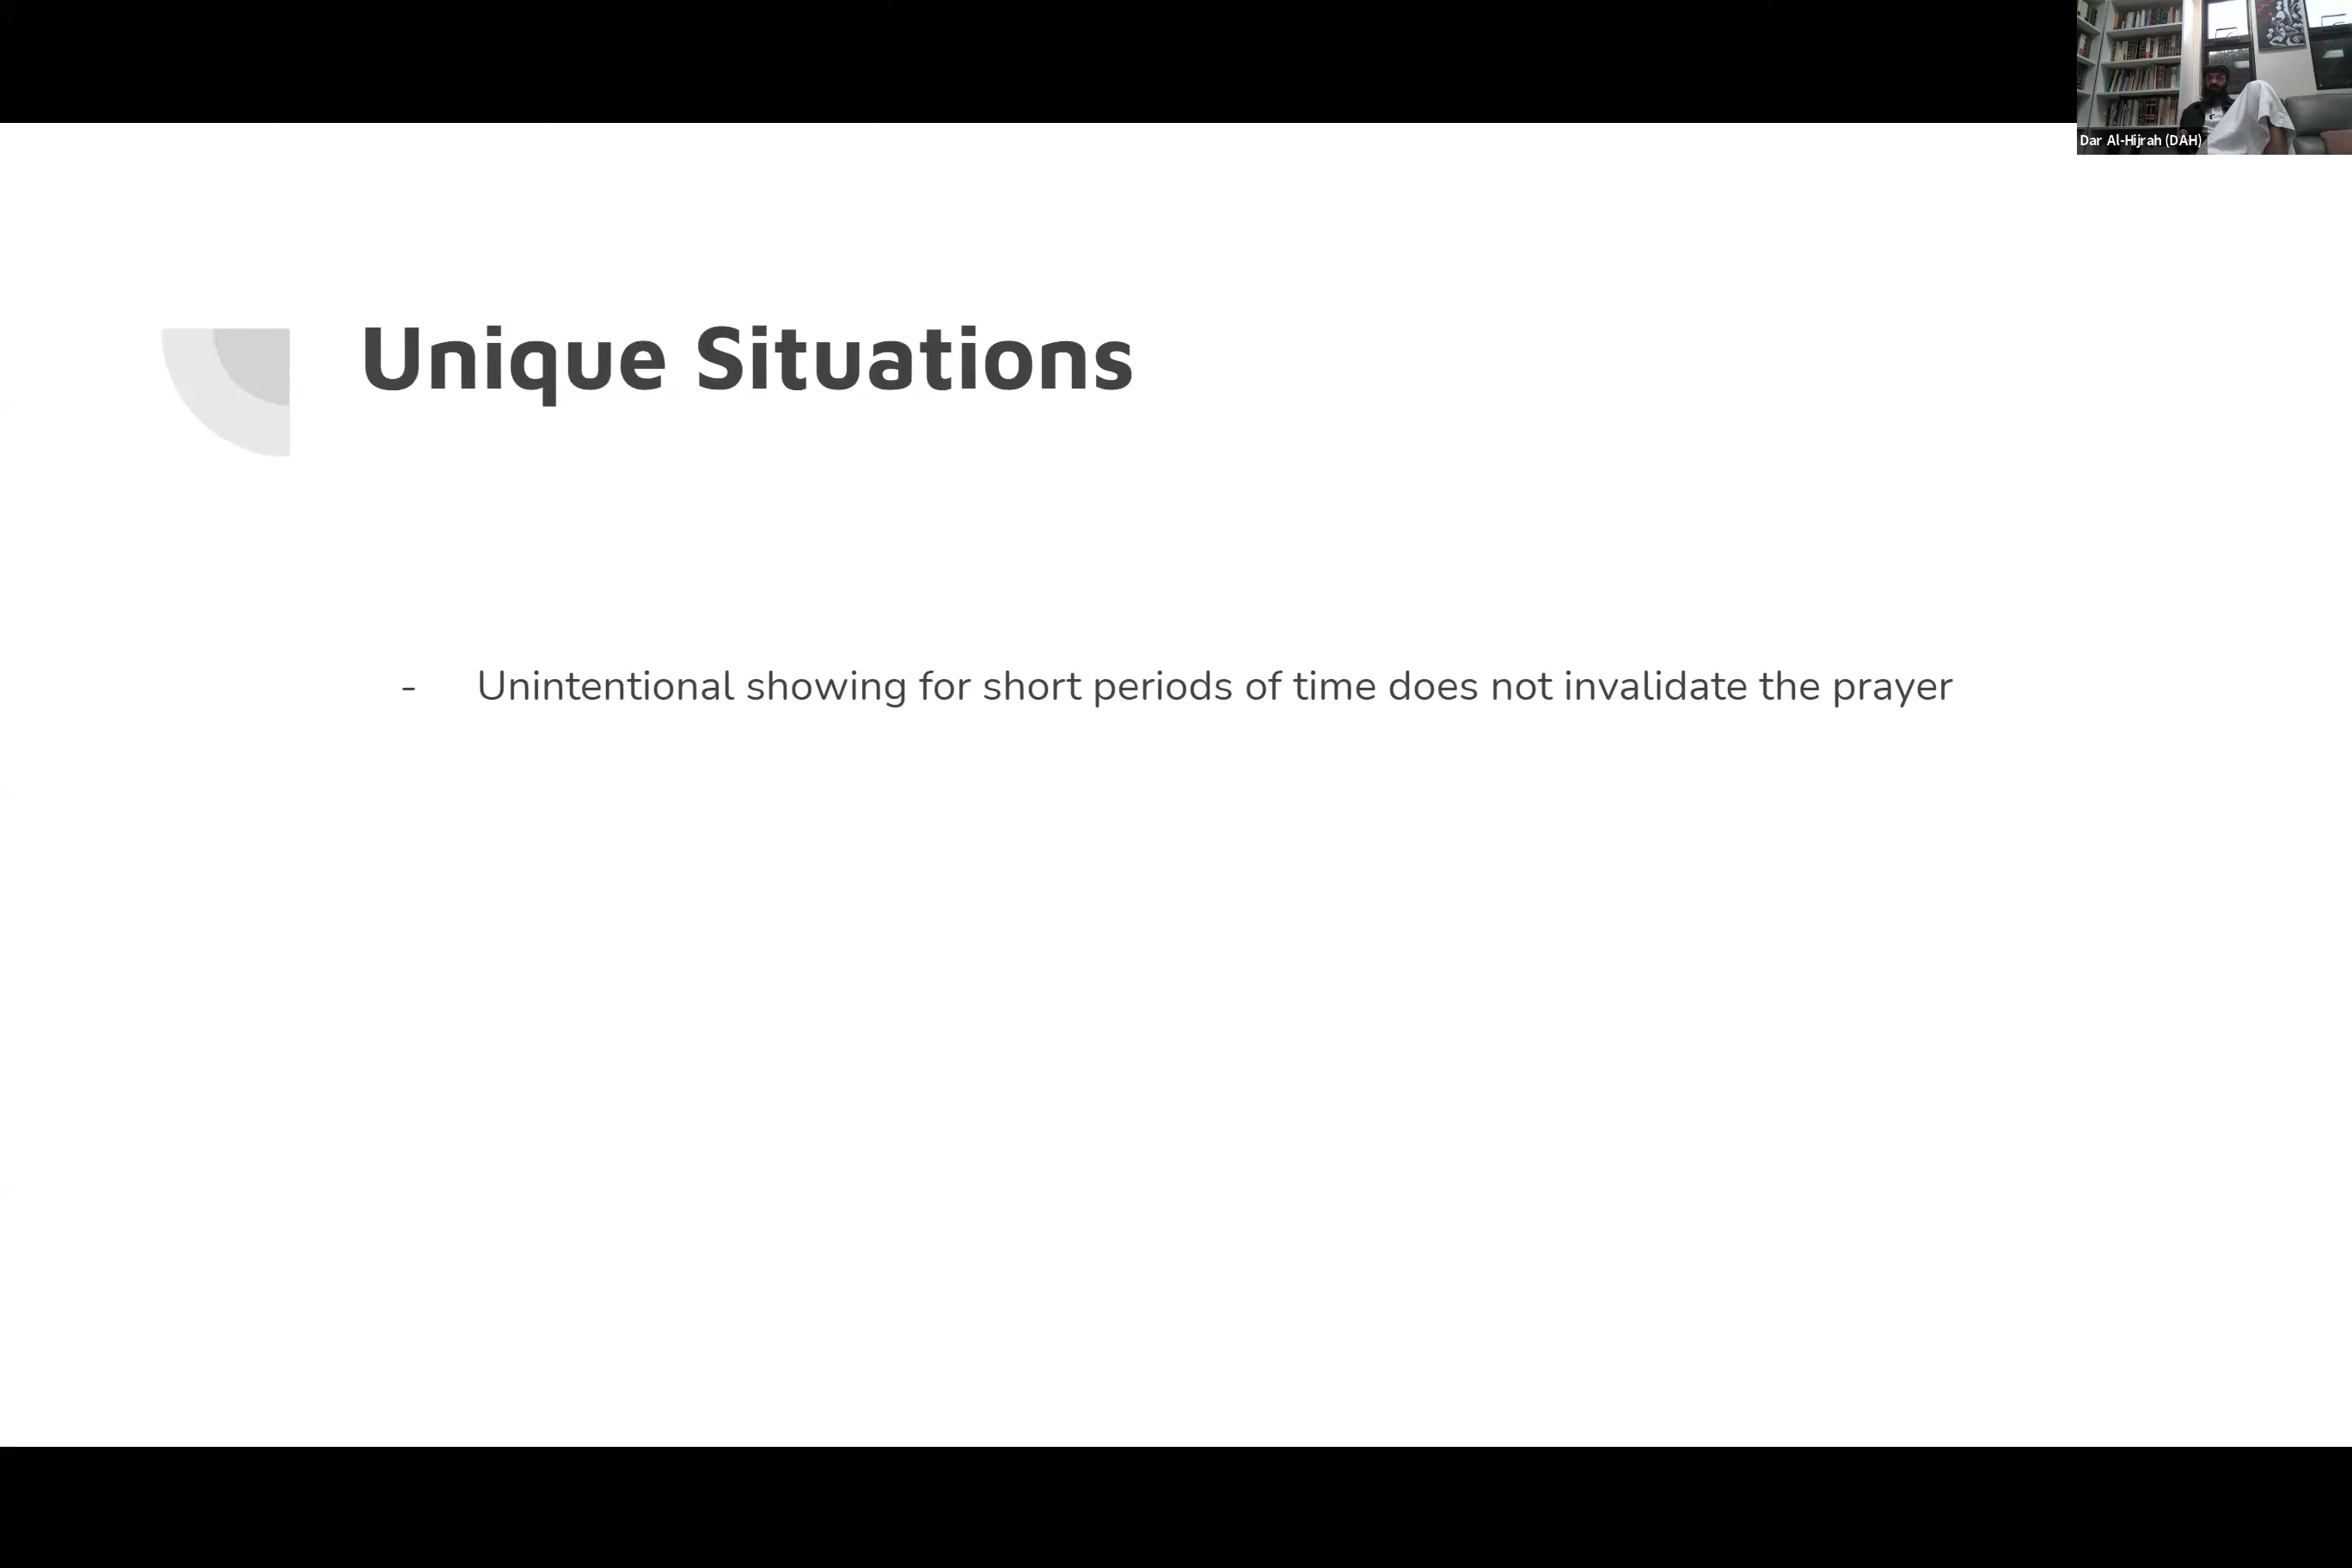 Dar Al-Hijrah (DAH)
Unique Situations
- Unintentional showing for short periods of time does not invalidate the prayer